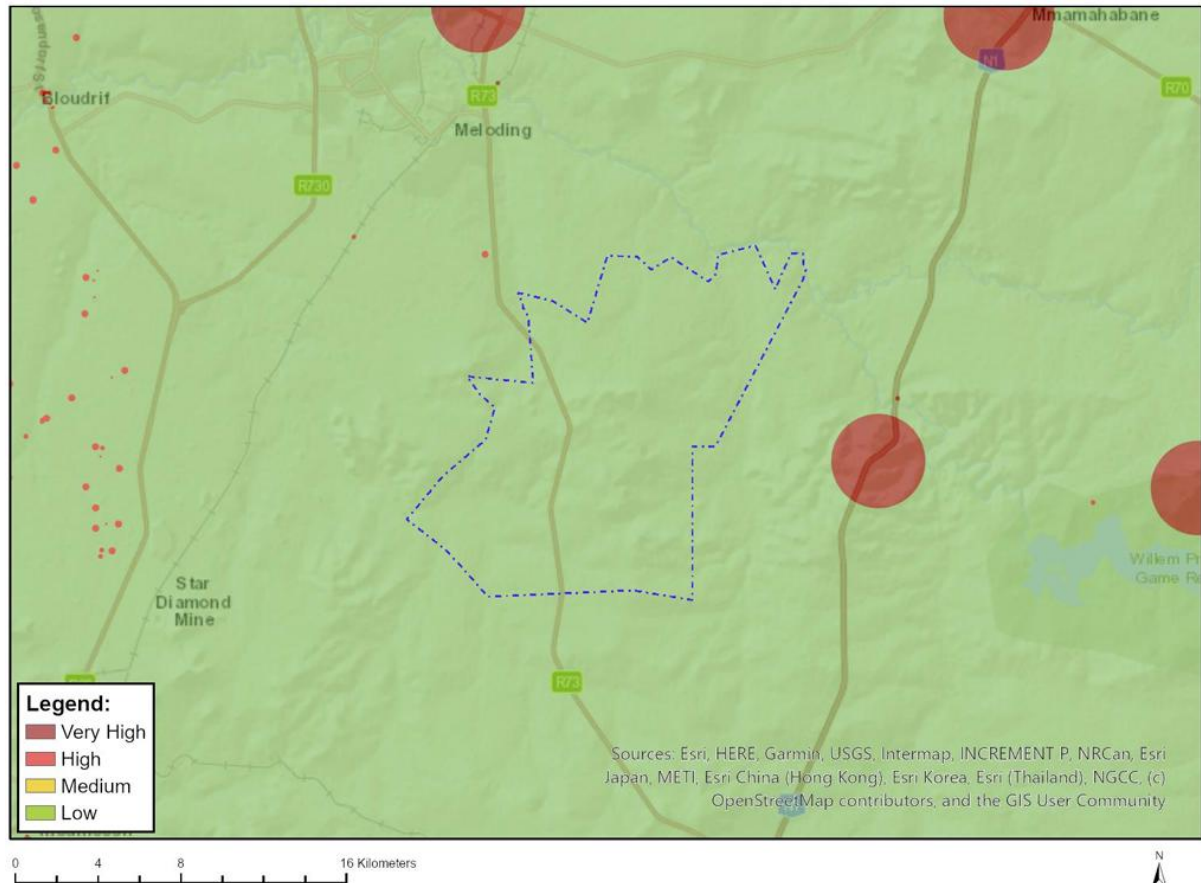 Mmamahabane
N1
R70
Bloudrif
R73
Meloding
R730
Star
Diamond
Mine
Willem
Game
R73
Legend:
Very High
High
Medium
Low
Sources: Esri, HERE, Garmin, USGS, Intermap, INCREMENT P, NRCan, Esri
Japan, METI, Esri China (Hong Kong), Esri Korea, Esri (Thailand), NGCC, (c)
OpenStreetMap contributors, and the GIS User Community
0 4 8 16 Kilometers
N